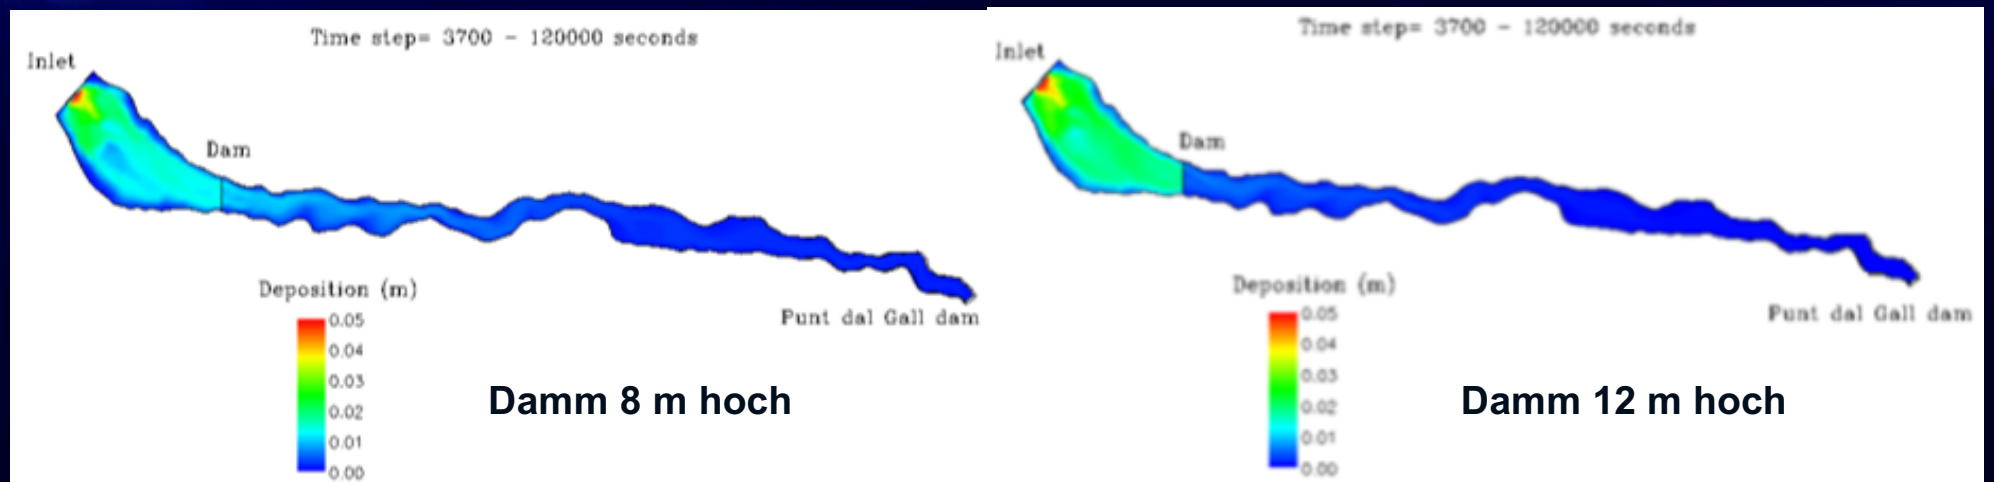 Time step= 3700 - 120000 seconds
Inlet
Dam
Deposition (m)
0.05
0.04
0.03
0.02
0.01
0.00
Punt dal Gall dam
Damm 8 m hoch
Time step= 3700 - 120000 seconds
Inlet
Dam
Deposition (m)
0.05
0.04
0.03
0.02
0.01
0.00
Punt dal Gall dam
Damm 12 m hoch